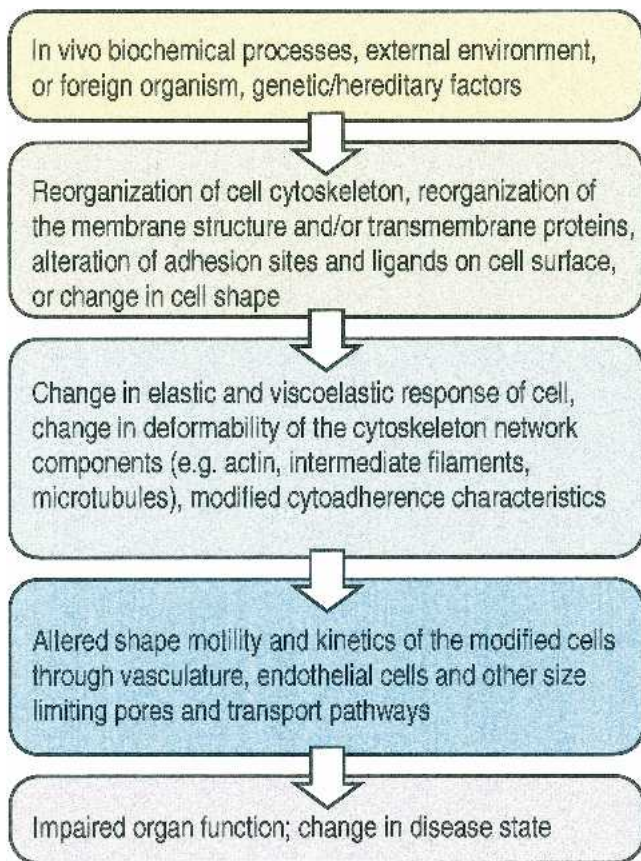 In vivo biochemical processes, external environment,
or foreign organism, genetic/hereditary factors
Reorganization of cell cytoskeleton, reorganization of
the membrane structure and/or transmembrane proteins,
alteration of adhesion sites and ligands on cell surface,
or change in cell shape
Change in elastic and viscoelastic response of cell,
change in deformability of the cytoskeleton network
components (e.g. actin, intermediate filaments,
microtubules), modified cytoadherence characteristics
Altered shape motility and kinetics of the modified cells
through vasculature, endothelial cells and other size
limiting pores and transport pathways
Impaired organ function; change in disease state